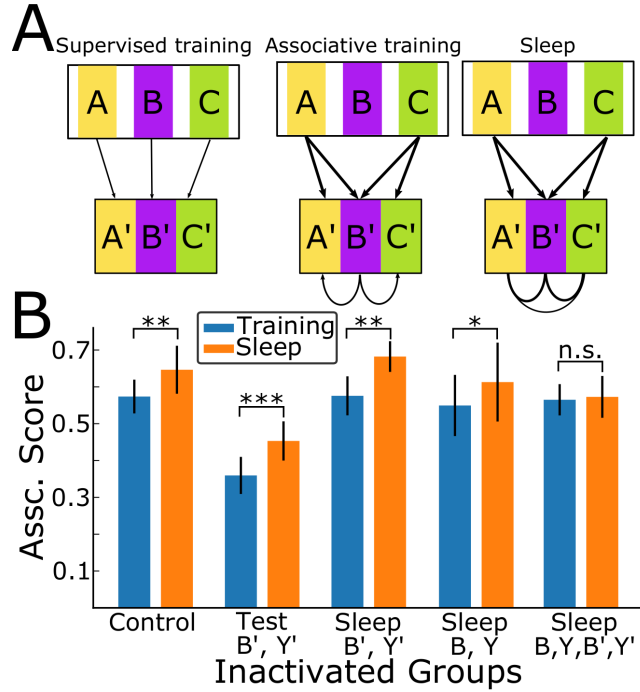 A
Supervised training
Associative training
Sleep
A B C
A B C
A B C
A' B' C'
A' B' C'
A' B' C'
B
Training
Sleep
** *** ** * n.s.
Assc. Score
0.7
0.5
0.3
0.1
Control
Test
B', Y'
Sleep
B', Y'
Sleep
B, Y
Sleep
B,Y,B',Y'
Inactivated Groups